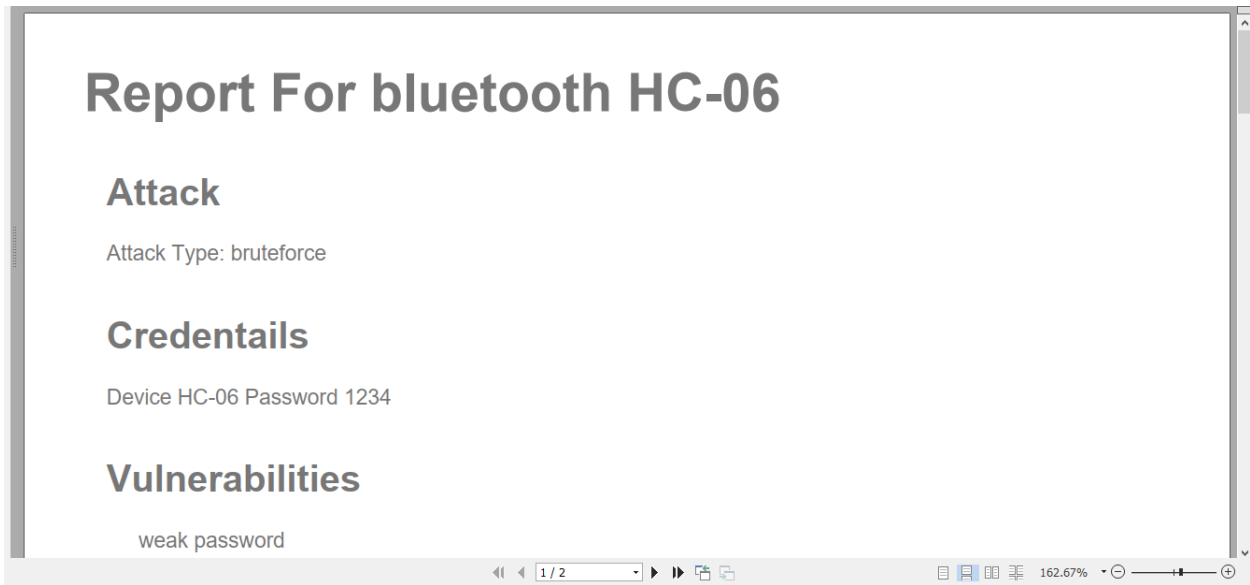 Report For bluetooth HC-06
Attack
Attack Type: bruteforce
Credentails
Device HC-06 Password 1234
Vulnerabilities
weak password
1 / 2
162.67%